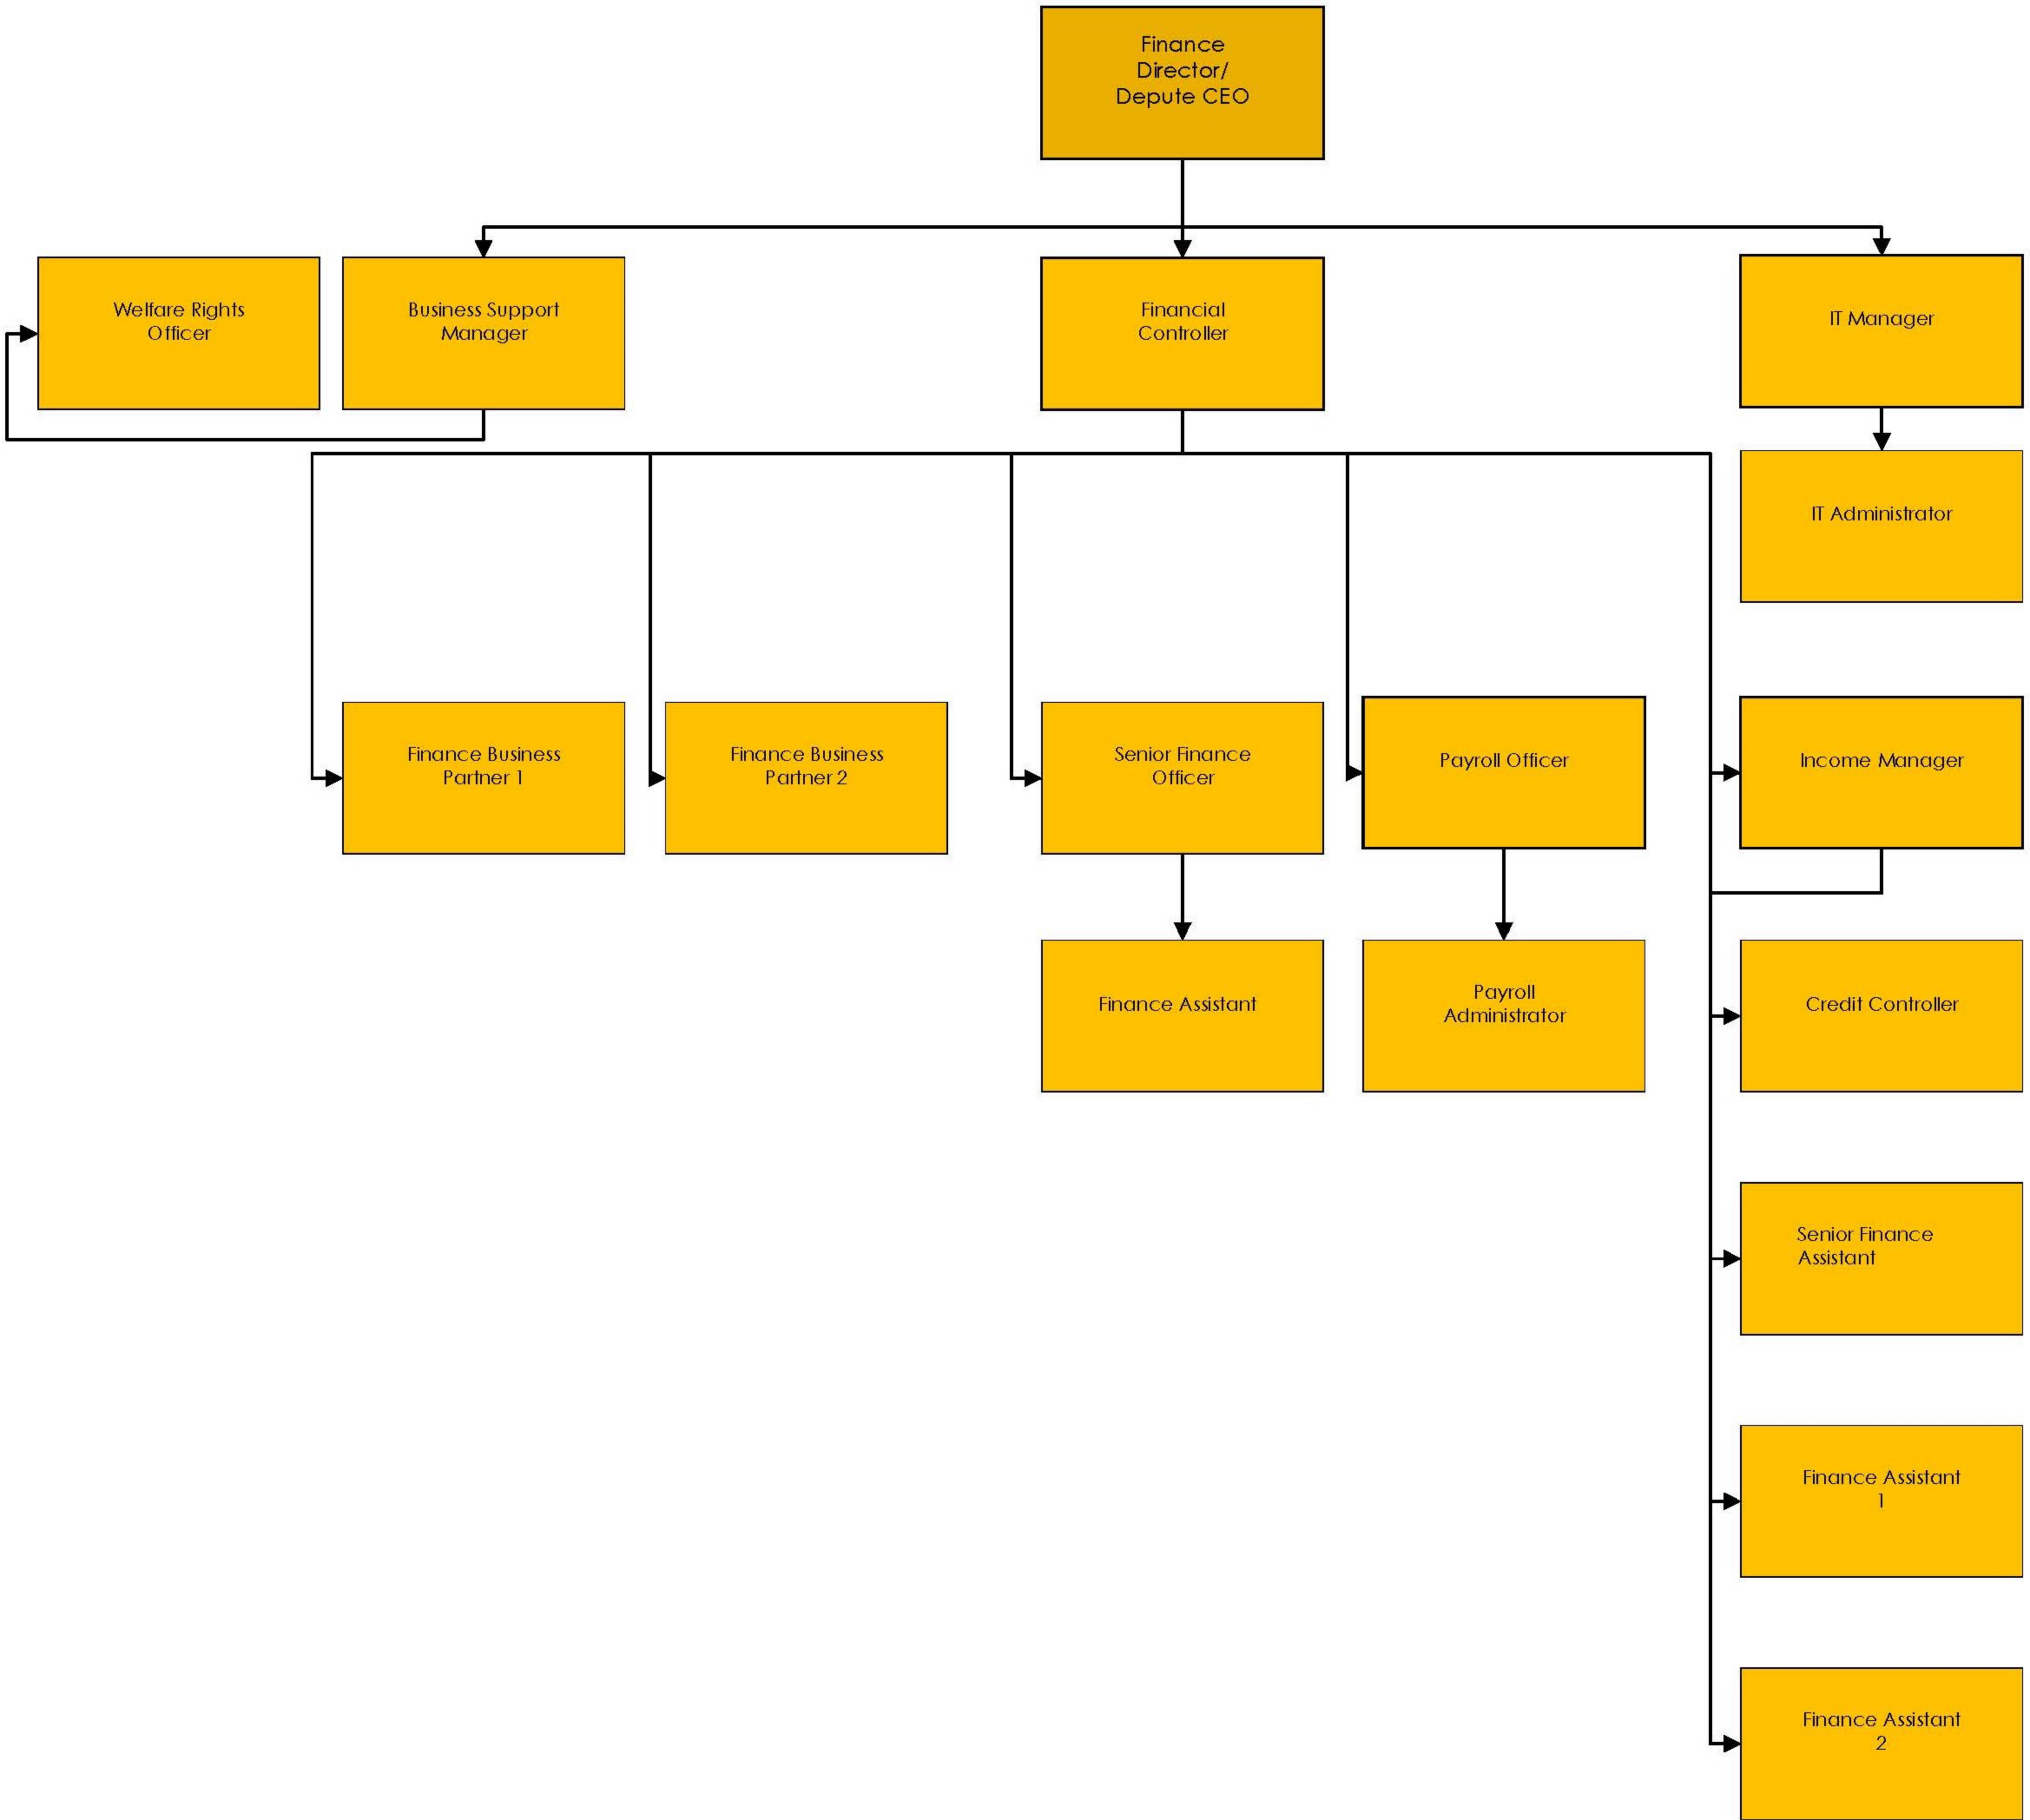 Finance
Director/
Depute CEO
Welfare Rights
Officer
Business Support
Manager
Financial
Controller
IT Manager
IT Administrator
Finance Business
Partner 1
Finance Business
Partner 2
Senior Finance
Officer
Payroll Officer
Income Manager
Finance Assistant
Payroll
Administrator
Credit Controller
Senior Finance
Assistant
Finance Assistant
1
Finance Assistant
2